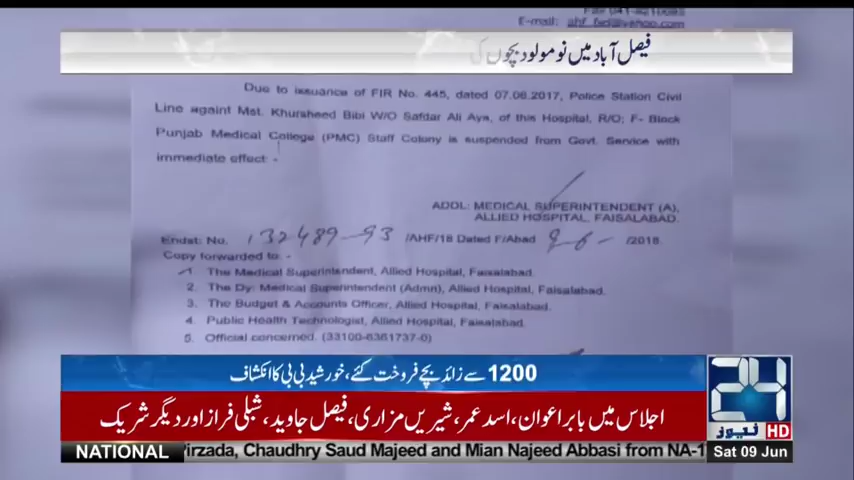 Fax 041-9210083
E-mail: ahf_fsd@yahoo.com
فیصل آباد میں نومولود بچوں کی
Due to issuance of FIR No. 445, dated 07.06.2017, Police Station Civil
Line againt Mst. Khursheed Bibi W/O Safdar Ali Aya, of this Hospital, R/O; F- Block
Punjab Medical College (PMC) Staff Colony is suspended from Govt. Service with
immediate effect: -
ADDL: MEDICAL SUPERINTENDENT (A).
ALLIED HOSPITAL, FAISALABAD.
Endst: No. 132489-93 /AHF/18 Dated F/Abad 9-6- /2018.
Copy forwarded to: -
1. The Medical Superintendent, Allied Hospital, Faisalabad.
2. The Dy: Medical Superintendent (Admn), Allied Hospital, Faisalabad.
3. The Budget & Accounts Officer, Allied Hospital, Faisalabad.
4. Public Health Technologist, Allied Hospital, Faisalabad.
5. Official concerned. (33100-6361737-0)
1200 سے زائد بچے فروخت کئے، خورشید بی بی کا انکشاف
اجلاس میں بابر اعوان، اسد عمر، شیریں مزاری، فیصل جاوید، شبلی فراز اور دیگر شریک
24
نیوز HD
NATIONAL Pirzada, Chaudhry Saud Majeed and Mian Najeed Abbasi from NA-1 Sat 09 Jun